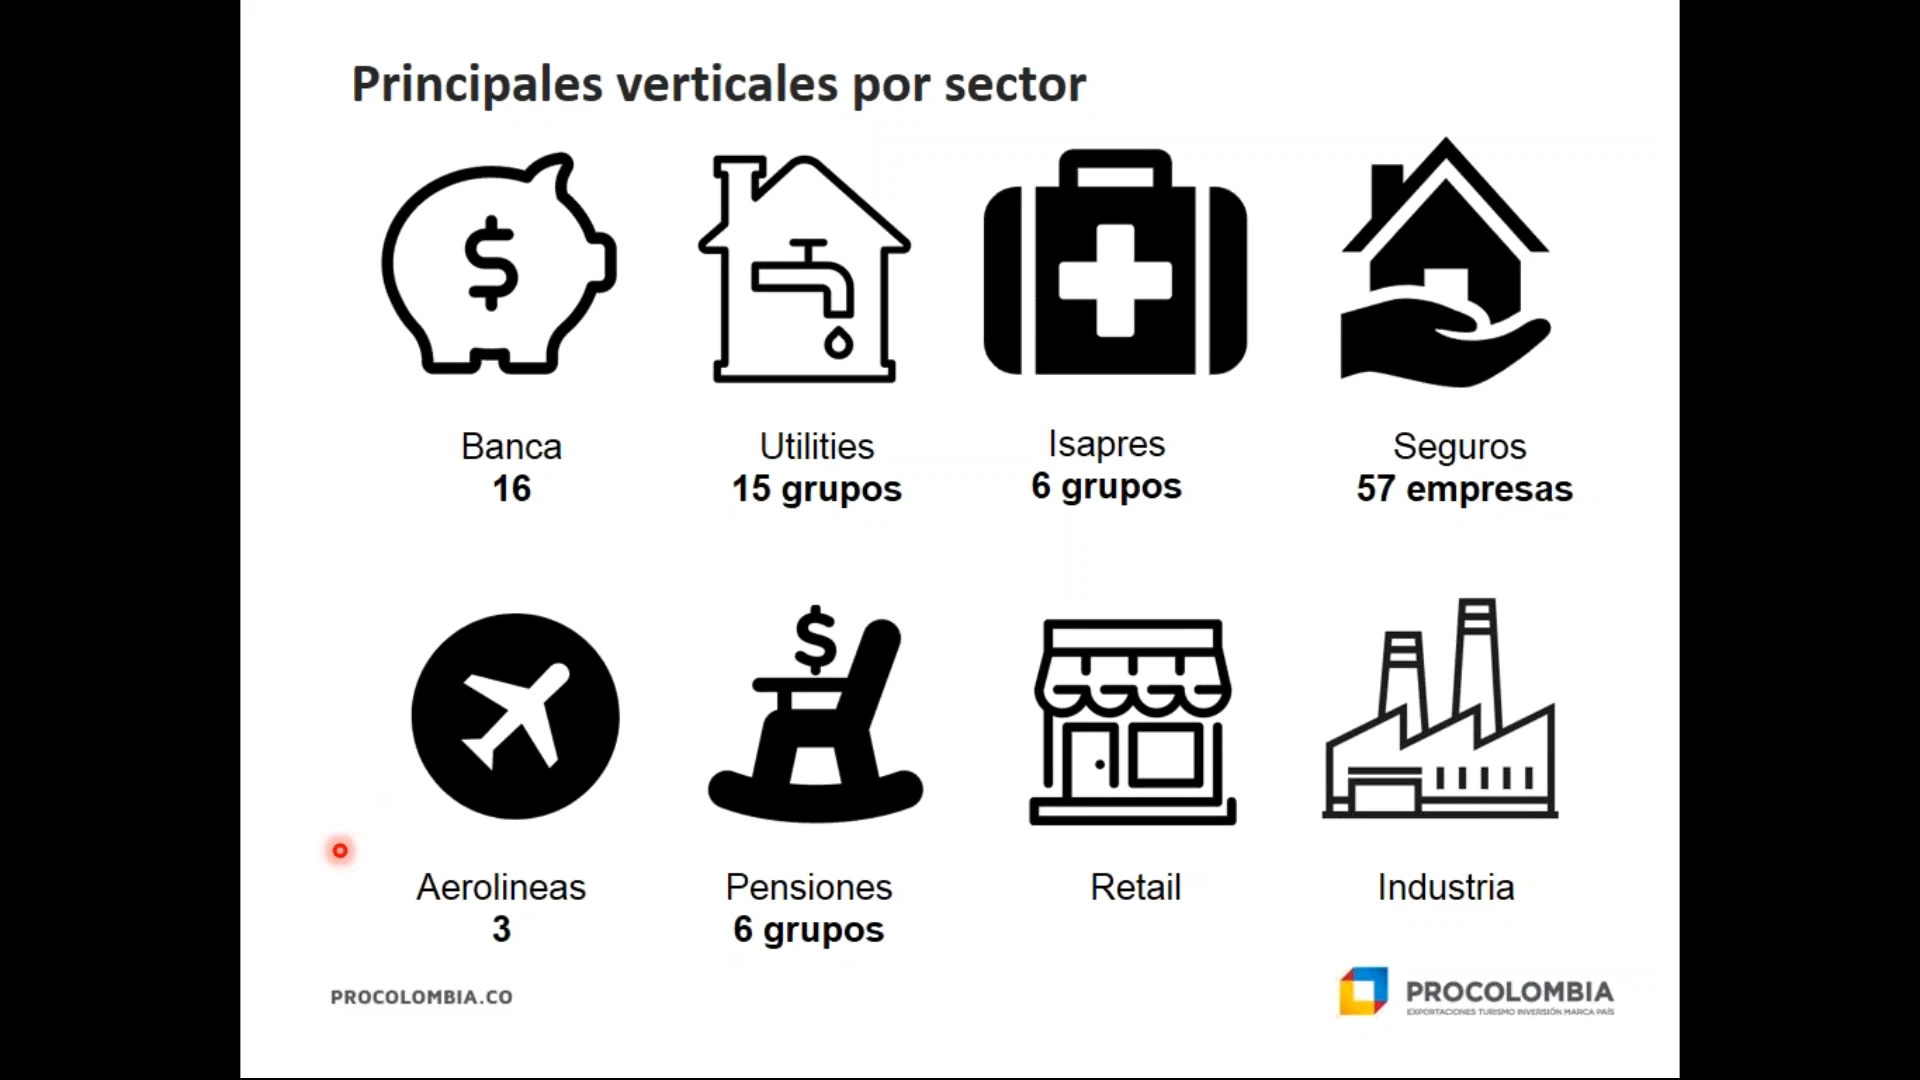 Principales verticales por sector
$
Banca
16
Utilities
15 grupos
Isapres
6 grupos
Seguros
57 empresas
Aerolineas
3
$
Pensiones
6 grupos
Retail
Industria
PROCOLOMBIA.CO
PROCOLOMBIA
EXPORTACIONES TURISMO INVERSIÓN MARCA PAÍS